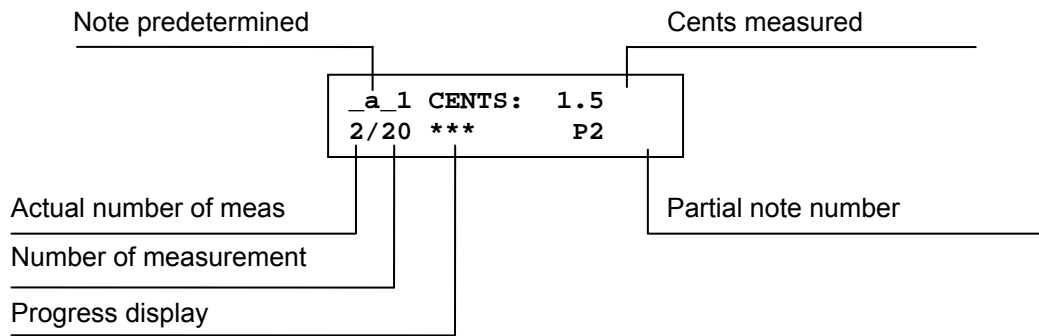 Note predetermined
Cents measured
_a_1 CENTS: 1.5
2/20 *** P2
Actual number of meas
Partial note number
Number of measurement
Progress display